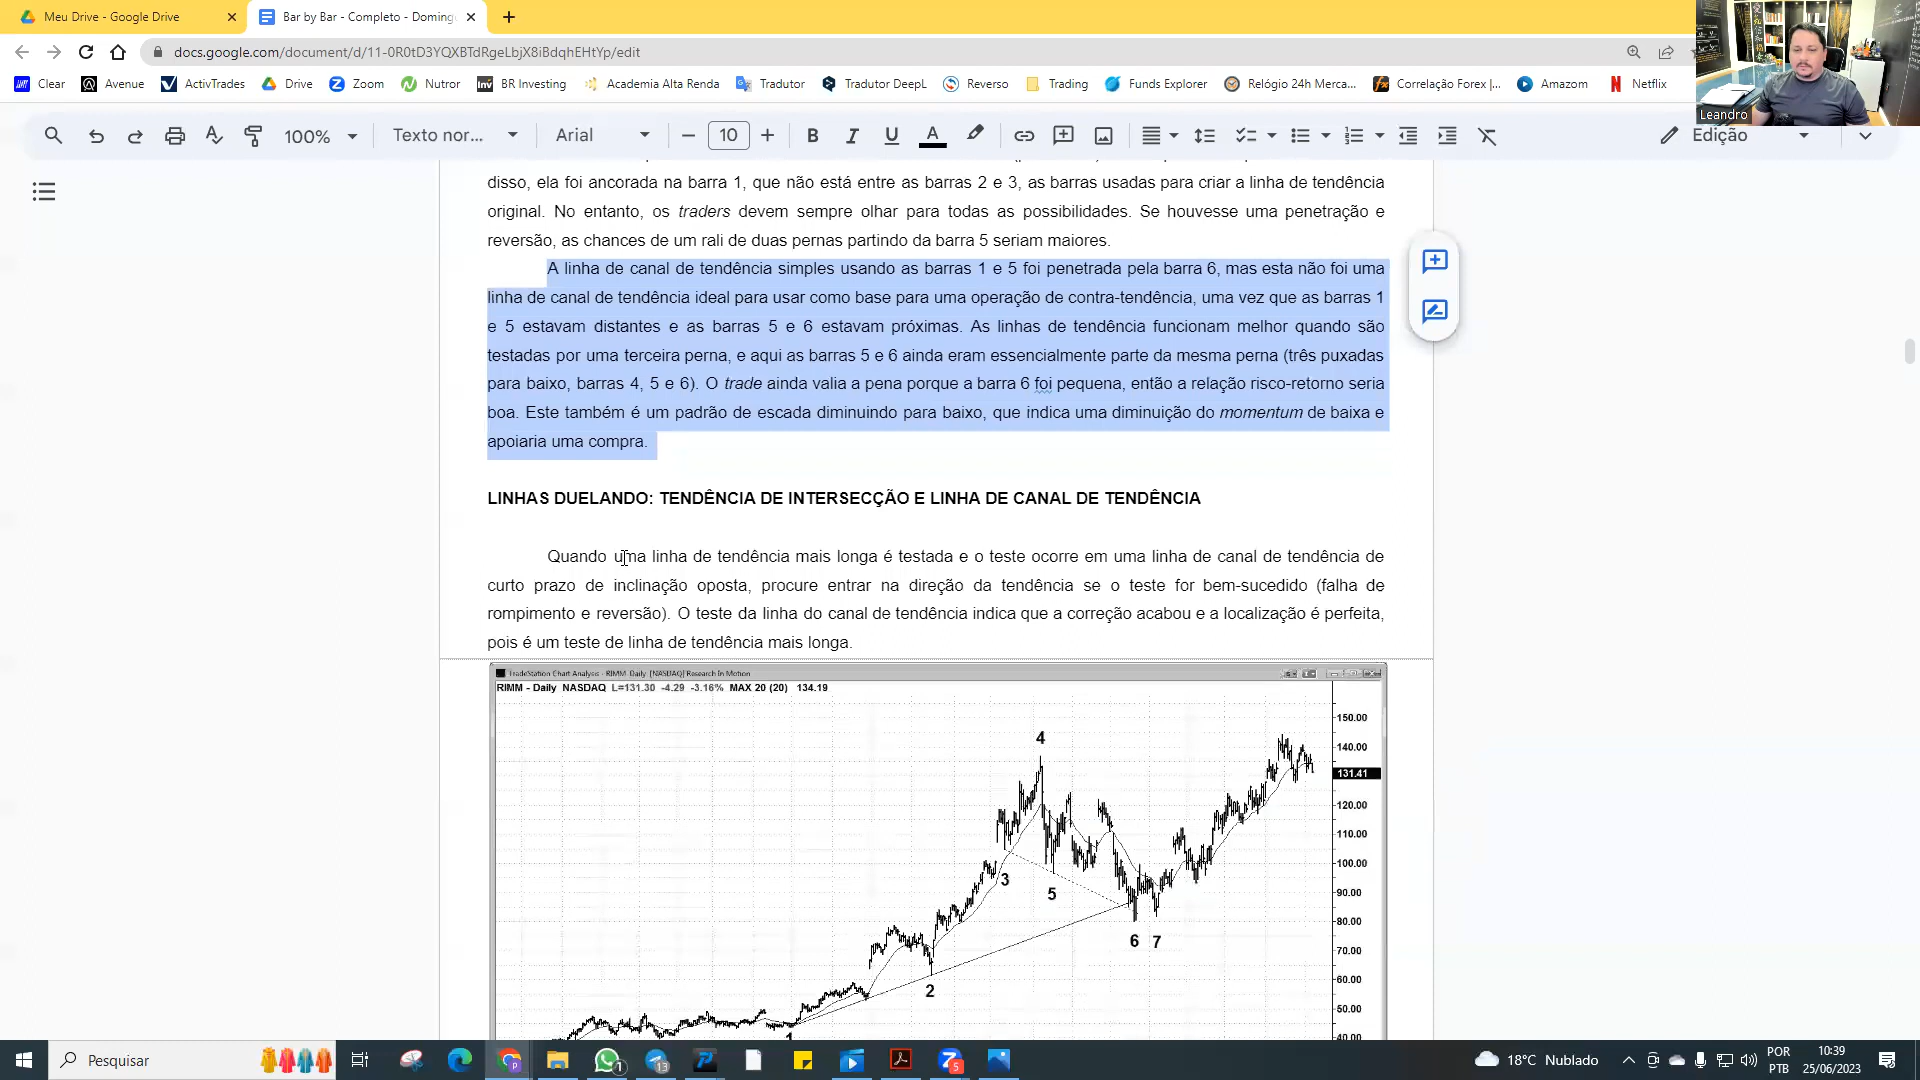 Meu Drive - Google Drive
Bar by Bar - Completo - Doming
docs.google.com/document/d/11-0R0tD3YQXBTdRgeLbjX8iBdqhEHtYp/edit
Clear Avenue ActivTrades Drive Zoom Nutror BR Investing Academia Alta Renda Tradutor Tradutor DeepL Reverso Trading Funds Explorer Relógio 24h Merca... Correlação Forex |... Amazom Netflix
Leandro
100% Texto nor... Arial 10 Edição
disso, ela foi ancorada na barra 1, que não está entre as barras 2 e 3, as barras usadas para criar a linha de tendência
original. No entanto, os traders devem sempre olhar para todas as possibilidades. Se houvesse uma penetração e
reversão, as chances de um rali de duas pernas partindo da barra 5 seriam maiores.
A linha de canal de tendência simples usando as barras 1 e 5 foi penetrada pela barra 6, mas esta não foi uma
linha de canal de tendência ideal para usar como base para uma operação de contra-tendência, uma vez que as barras 1
e 5 estavam distantes e as barras 5 e 6 estavam próximas. As linhas de tendência funcionam melhor quando são
testadas por uma terceira perna, e aqui as barras 5 e 6 ainda eram essencialmente parte da mesma perna (três puxadas
para baixo, barras 4, 5 e 6). O trade ainda valia a pena porque a barra 6 foi pequena, então a relação risco-retorno seria
boa. Este também é um padrão de escada diminuindo para baixo, que indica uma diminuição do momentum de baixa e
apoiaria uma compra.
LINHAS DUELANDO: TENDÊNCIA DE INTERSECÇÃO E LINHA DE CANAL DE TENDÊNCIA
Quando uma linha de tendência mais longa é testada e o teste ocorre em uma linha de canal de tendência de
curto prazo de inclinação oposta, procure entrar na direção da tendência se o teste for bem-sucedido (falha de
rompimento e reversão). O teste da linha do canal de tendência indica que a correção acabou e a localização é perfeita,
pois é um teste de linha de tendência mais longa.
TradeStation Chart Analysis - RIMM Daily [NASDAQ] Research In Motion
RIMM - Daily NASDAQ L=131.30 -4.29 -3.16% MAX 20 (20) 134.19
150.00
4
140.00
131.41
120.00
110.00
100.00
3
5
90.00
80.00
6 7
70.00
60.00
2
50.00
1
40.00
Pesquisar
1
13
5
18°C Nublado
POR
PTB
10:39
25/06/2023